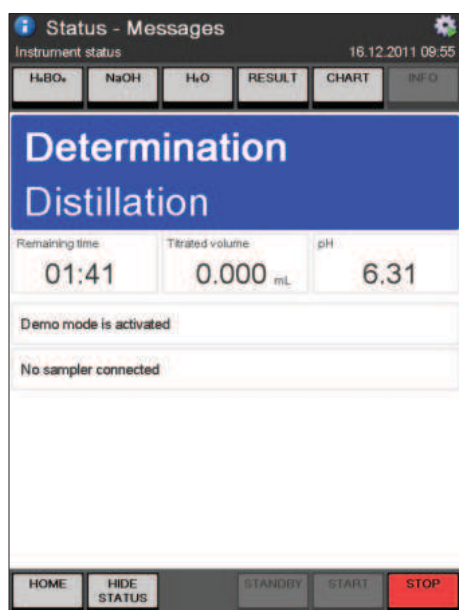 Status - Messages
Instrument status 16.12.2011 09:55
H₃BO₃ NaOH H₂O RESULT CHART INFO
Determination
Distillation
Remaining time Titrated volume pH
01:41 0.000 mL 6.31
Demo mode is activated
No sampler connected
HOME HIDE STATUS STANDBY START STOP